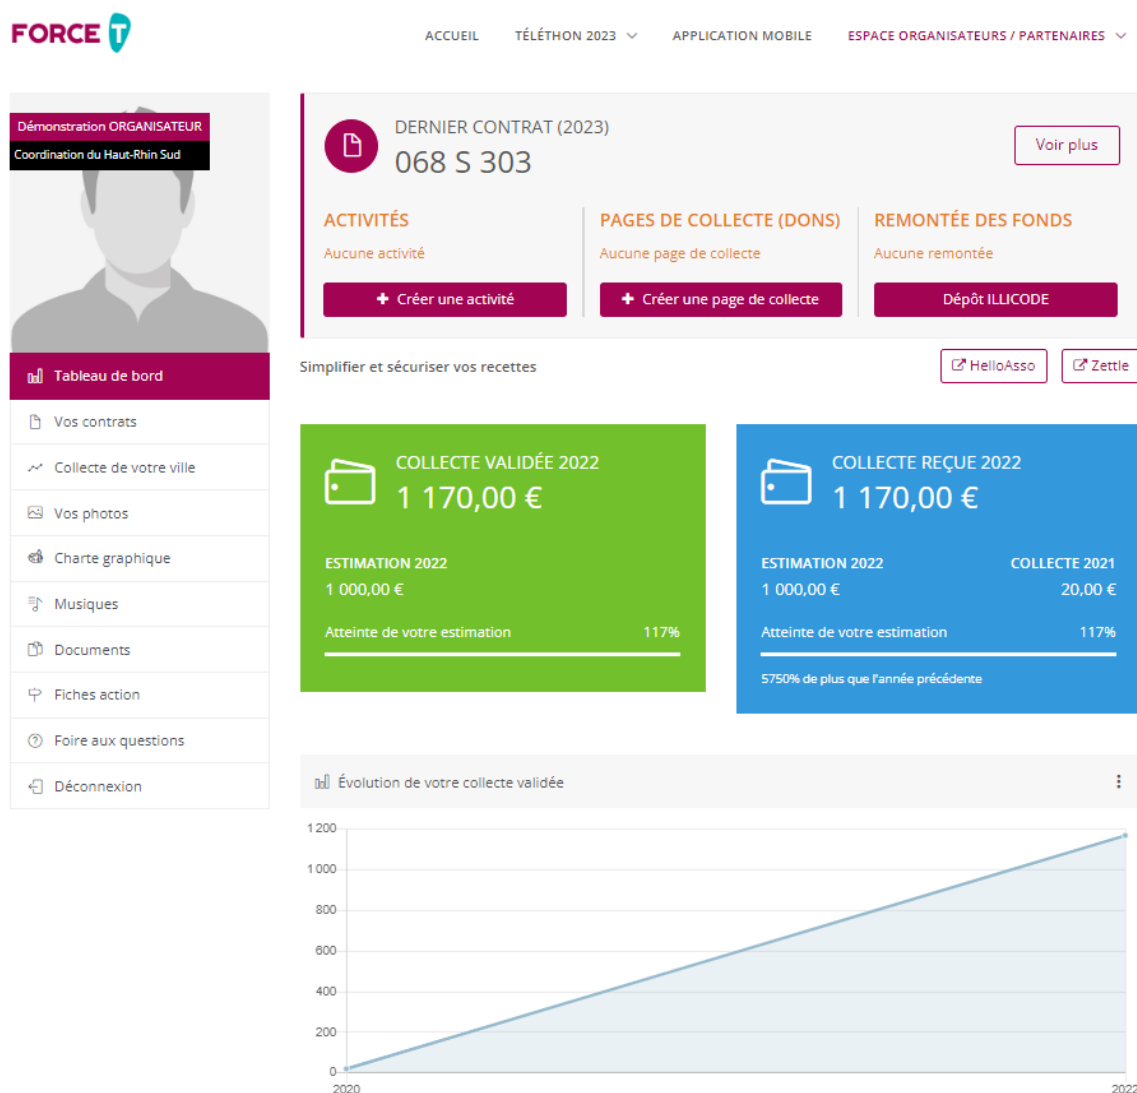 FORCE T
ACCUEIL TÉLÉTHON 2023 APPLICATION MOBILE ESPACE ORGANISATEURS / PARTENAIRES
Démonstration ORGANISATEUR
Coordination du Haut-Rhin Sud
Tableau de bord
Vos contrats
Collecte de votre ville
Vos photos
Charte graphique
Musiques
Documents
Fiches action
Foire aux questions
Déconnexion
DERNIER CONTRAT (2023)
068 S 303
Voir plus
ACTIVITÉS
Aucune activité
Créer une activité
PAGES DE COLLECTE (DONS)
Aucune page de collecte
Créer une page de collecte
REMONTÉE DES FONDS
Aucune remontée
Dépôt ILLICODE
Simplifier et sécuriser vos recettes
HelloAsso
Zettle
COLLECTE VALIDÉE 2022
1 170,00 €
ESTIMATION 2022
1 000,00 €
Atteinte de votre estimation 117%
COLLECTE REÇUE 2022
1 170,00 €
ESTIMATION 2022 COLLECTE 2021
1 000,00 € 20,00 €
Atteinte de votre estimation 117%
5750% de plus que l'année précédente
Évolution de votre collecte validée
1 200
1 000
800
600
400
200
0
2020 2022